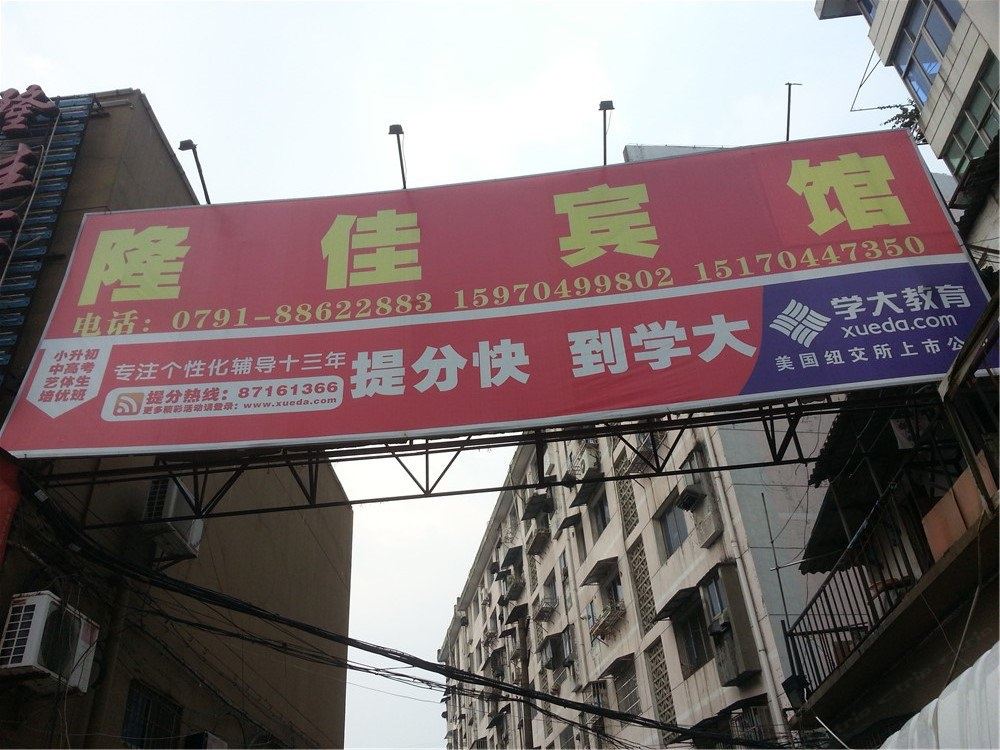 隆佳宾馆
电话：0791-88622883 15970499802 15170447350
小升初
中高考
艺体生
培优班
专注个性化辅导十三年
提分热线：87161366
更多精彩活动请登录：www.xueda.com
提分快 到学大
学大教育
xueda.com
美国纽交所上市公
隆